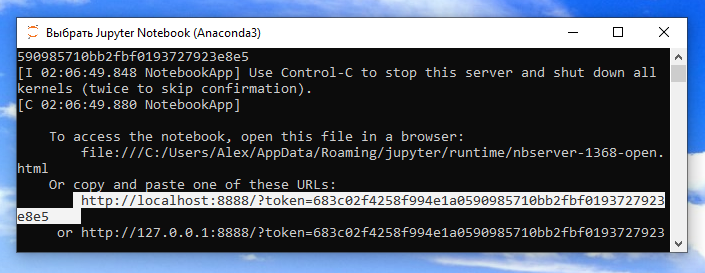 Выбрать Jupyter Notebook (Anaconda3)
590985710bb2fbf0193727923e8e5
[I 02:06:49.848 NotebookApp] Use Control-C to stop this server and shut down all
kernels (twice to skip confirmation).
[C 02:06:49.880 NotebookApp]
To access the notebook, open this file in a browser:
file:///C:/Users/Alex/AppData/Roaming/jupyter/runtime/nbserver-1368-open.
html
Or copy and paste one of these URLs:
http://localhost:8888/?token=683c02f4258f994e1a0590985710bb2fbf0193727923
e8e5
or http://127.0.0.1:8888/?token=683c02f4258f994e1a0590985710bb2fbf0193727923